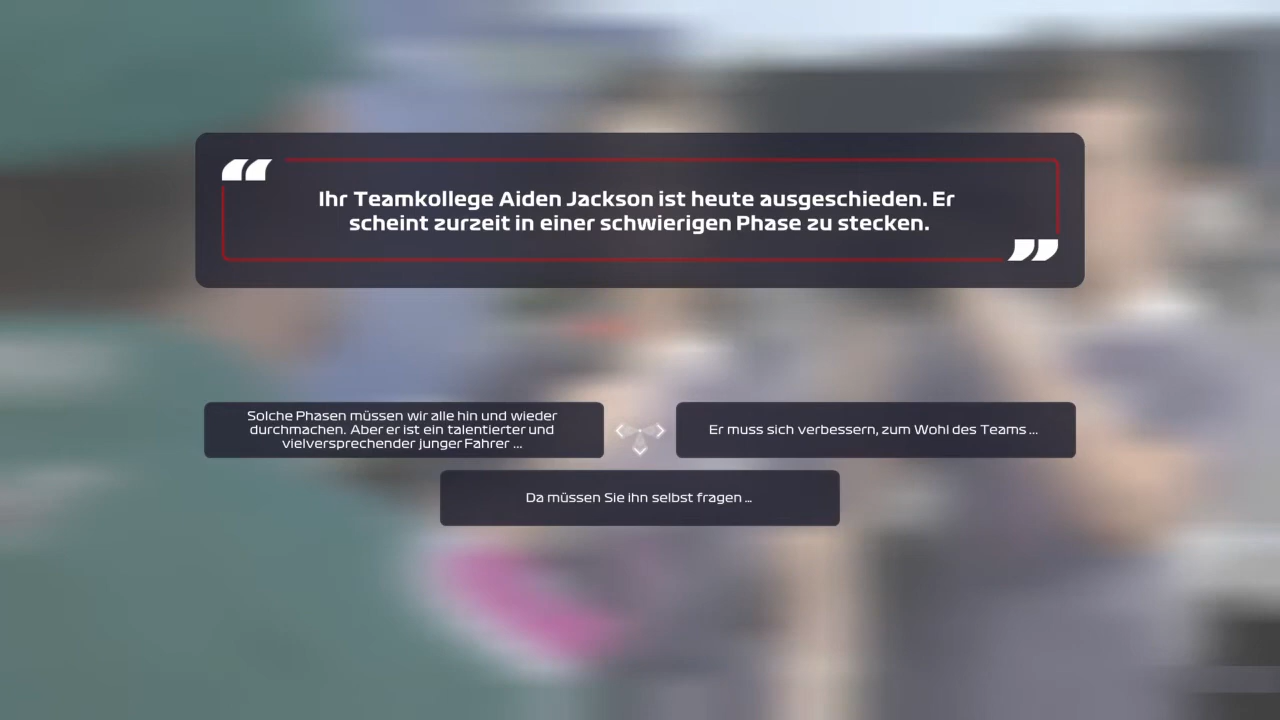 Ihr Teamkollege Aiden Jackson ist heute ausgeschieden. Er
scheint zurzeit in einer schwierigen Phase zu stecken.
Solche Phasen müssen wir alle hin und wieder
durchmachen. Aber er ist ein talentierter und
vielversprechender junger Fahrer ...
Er muss sich verbessern, zum Wohl des Teams ...
Da müssen Sie ihn selbst fragen ...